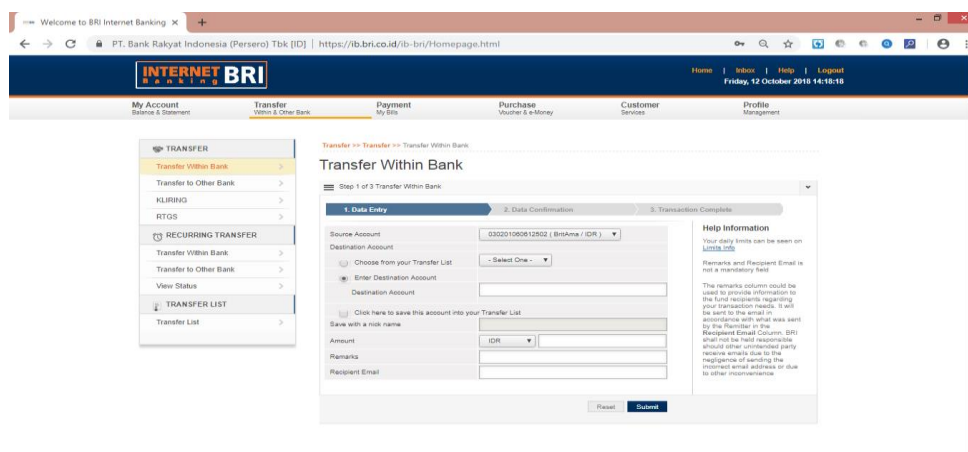 Welcome to BRI Internet Banking
PT. Bank Rakyat Indonesia (Persero) Tbk [ID] | https://ib.bri.co.id/ib-bri/Homepage.html
INTERNET Banking BRI
Home | Inbox | Help | Logout
Friday, 12 October 2018 14:18:18
My Account Transfer Payment Purchase Customer Profile
Balance & Statement Within & Other Bank My Bills Voucher & e-Money Services Management
TRANSFER
Transfer Within Bank
Transfer to Other Bank
KLIRING
RTGS
RECURRING TRANSFER
Transfer Within Bank
Transfer to Other Bank
View Status
TRANSFER LIST
Transfer List
Transfer >> Transfer >> Transfer Within Bank
Transfer Within Bank
Step 1 of 3 Transfer Within Bank
1. Data Entry 2. Data Confirmation 3. Transaction Complete
Source Account 030201060612502 ( BritAma / IDR )
Destination Account
Choose from your Transfer List - Select One -
Enter Destination Account
Destination Account
Click here to save this account into your Transfer List
Save with a nick name
Amount IDR
Remarks
Recipient Email
Reset Submit
Help Information
Your daily limits can be seen on
Limits Info
Remarks and Recipient Email is
not a mandatory field
The remarks column could be
used to provide information to
the fund recipients regarding
your transaction needs. It will
be sent to the email in
accordance with what was sent
by the Remitter in the
Recipient Email Column. BRI
shall not be held responsible
should other unintended party
receive emails due to the
negligence of sending the
incorrect email address or due
to other inconvenience